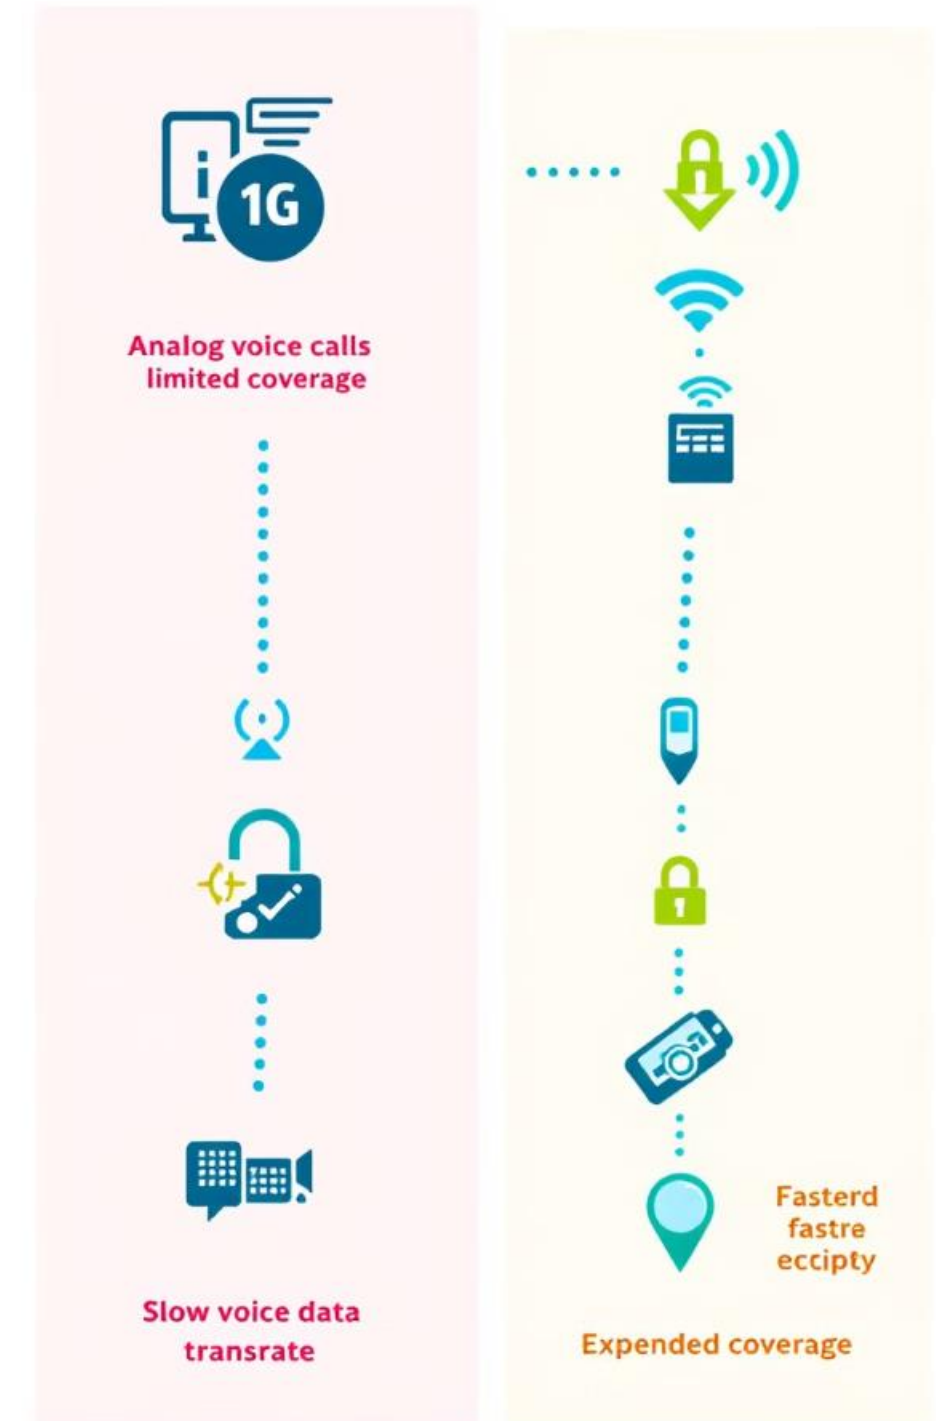 1G
Analog voice calls
limited coverage
Slow voice data
transrate
Fasterd
fastre
eccipty
Expended coverage